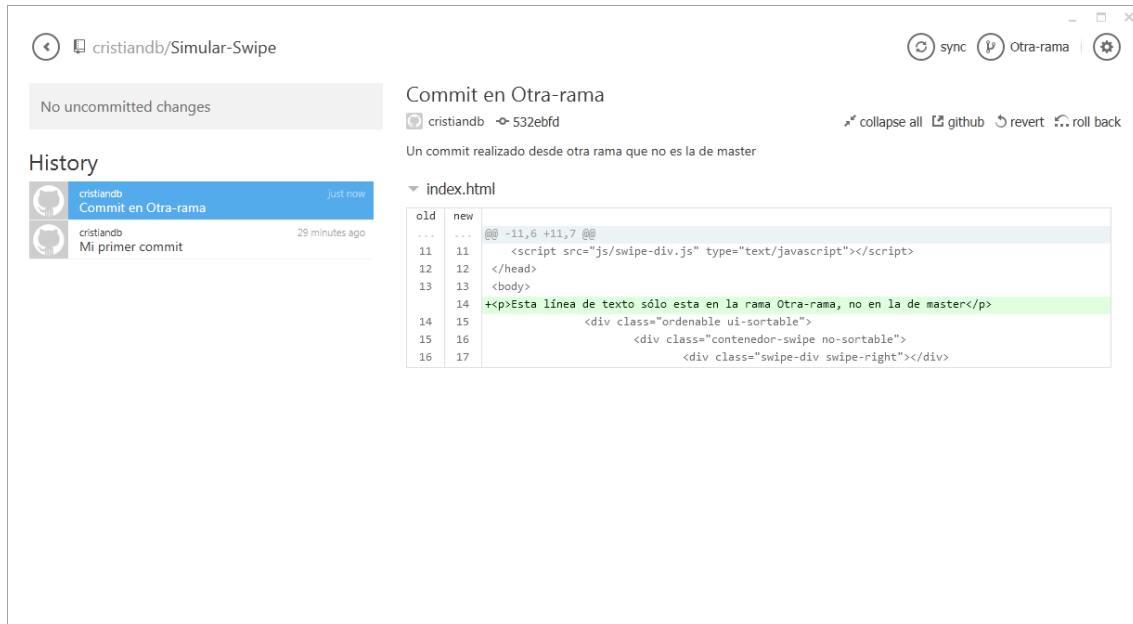 cristiandb/Simular-Swipe
sync Otra-rama
No uncommitted changes
History
cristiandb just now
Commit en Otra-rama
cristiandb 29 minutes ago
Mi primer commit
Commit en Otra-rama
cristiandb 532ebfd
collapse all github revert roll back
Un commit realizado desde otra rama que no es la de master
index.html
old new
... ... @@ -11,6 +11,7 @@
11 11 <script src="js/swipe-div.js" type="text/javascript"></script>
12 12 </head>
13 13 <body>
14 +<p>Esta línea de texto sólo esta en la rama Otra-rama, no en la de master</p>
14 15 <div class="ordenable ui-sortable">
15 16 <div class="contenedor-swipe no-sortable">
16 17 <div class="swipe-div swipe-right"></div>